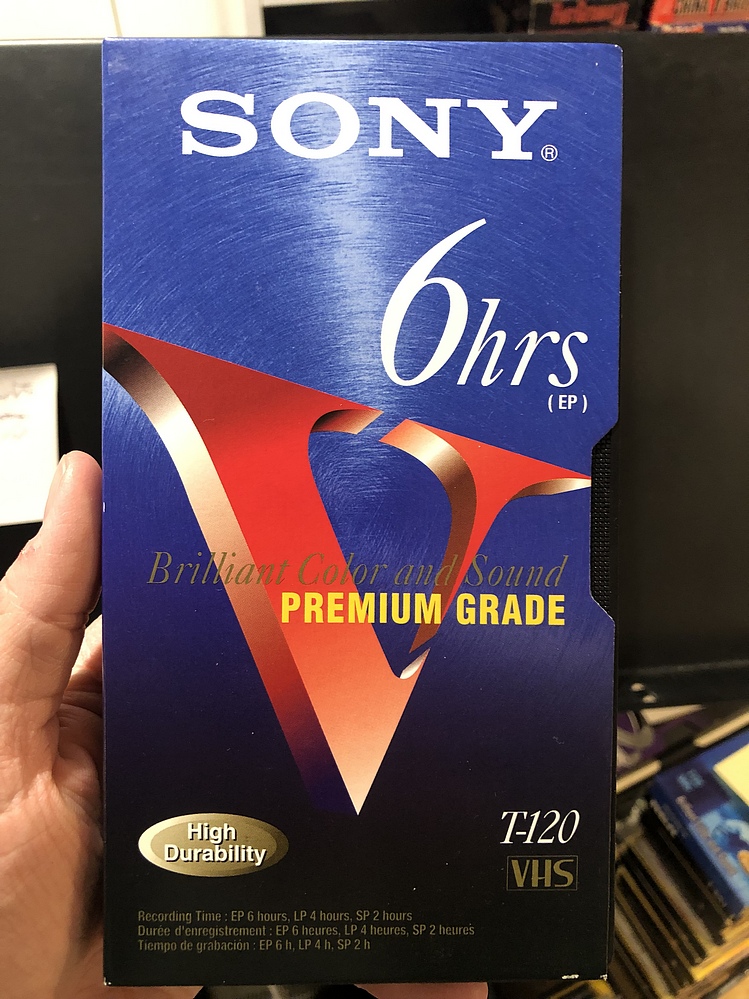 SONY®
6hrs
( EP )
Brilliant Color and Sound
PREMIUM GRADE
High
Durability
T-120
VHS
Recording Time : EP 6 hours, LP 4 hours, SP 2 hours
Durée d'enregistrement : EP 6 heures, LP 4 heures, SP 2 heures
Tiempo de grabación : EP 6 h, LP 4 h, SP 2 h